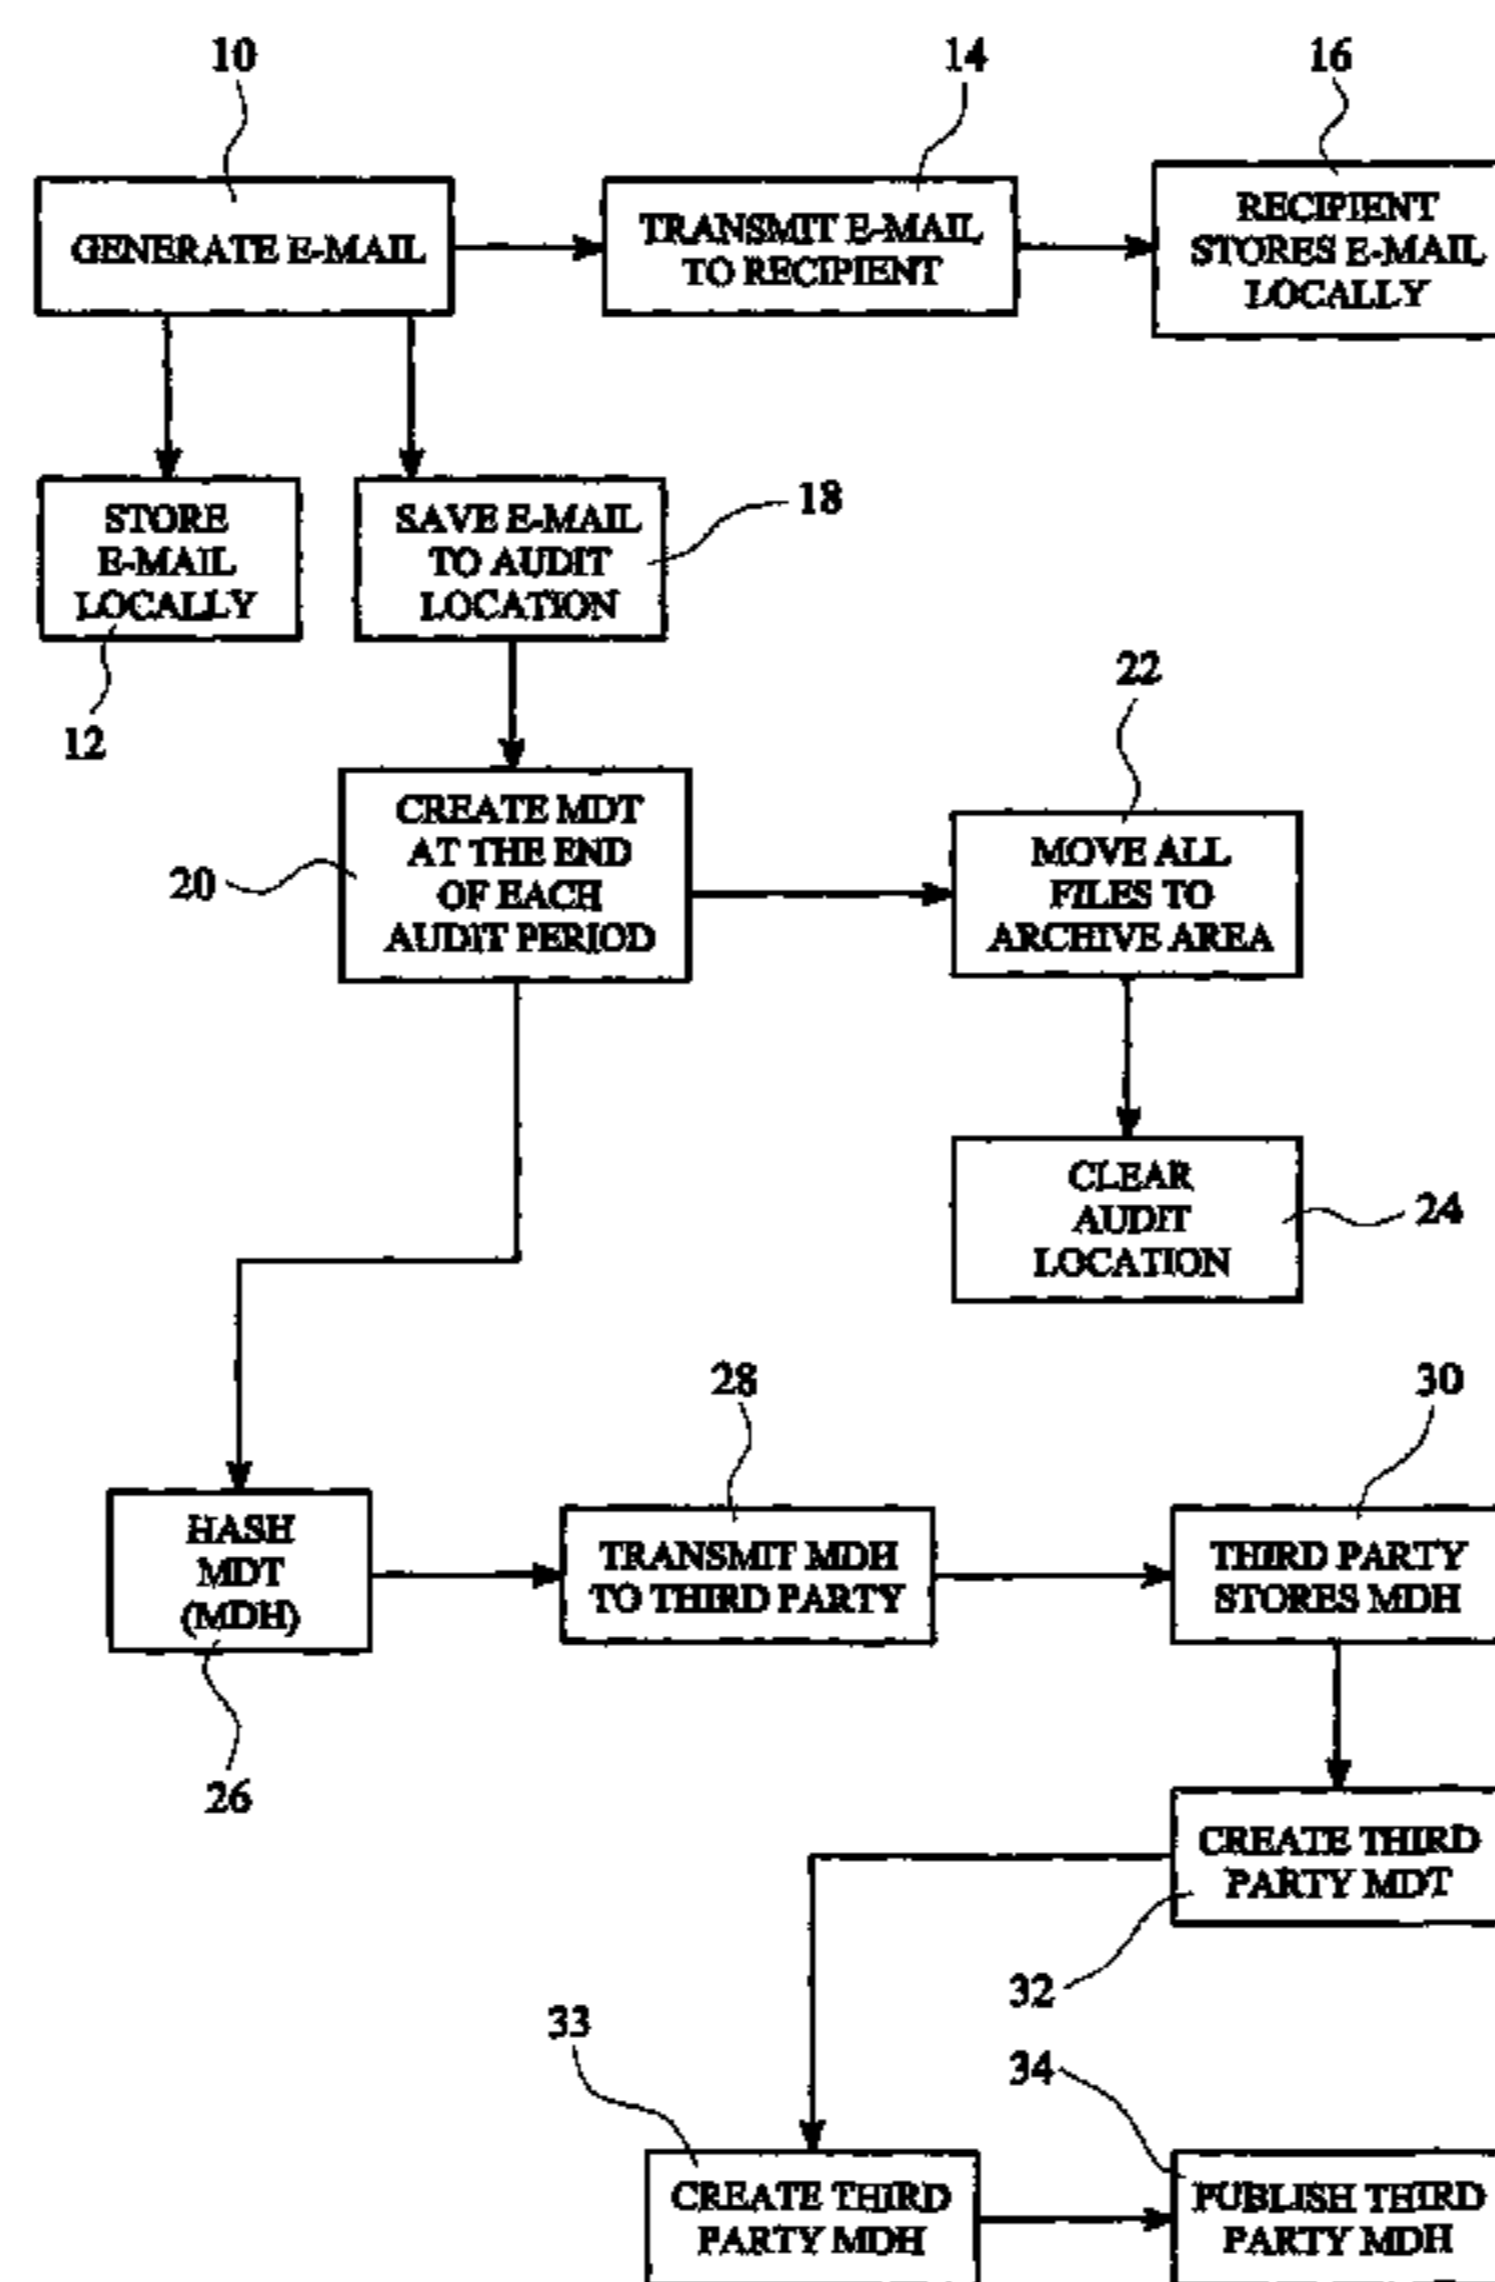 10
14
16
GENERATE E-MAIL
TRANSMIT E-MAIL
TO RECIPIENT
RECIPIENT
STORES E-MAIL
LOCALLY
STORE
E-MAIL
LOCALLY
12
SAVE E-MAIL
TO AUDIT
LOCATION
18
20
CREATE MDT
AT THE END
OF EACH
AUDIT PERIOD
22
MOVE ALL
FILES TO
ARCHIVE AREA
CLEAR
AUDIT
LOCATION
24
28
30
HASH
MDT
(MDH)
26
TRANSMIT MDH
TO THIRD PARTY
THIRD PARTY
STORES MDH
CREATE THIRD
PARTY MDT
32
33
34
CREATE THIRD
PARTY MDH
PUBLISH THIRD
PARTY MDH